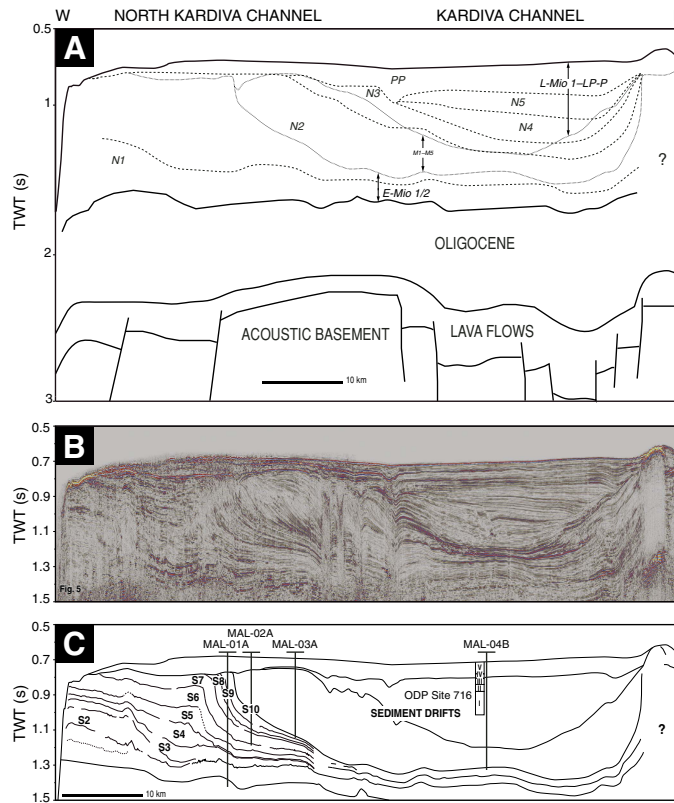 W NORTH KARDIVA CHANNEL KARDIVA CHANNEL
0.5
A
PP
L-Mio 1–LP-P
N3
N5
1.
N2
N4
M1–M5
N1
?
E-Mio 1/2
TWT (s)
2
OLIGOCENE
ACOUSTIC BASEMENT LAVA FLOWS
10 km
3
0.5
B
0.7
0.9
TWT (s)
1.1
1.3
Fig. 5
1.5
0.5
C
MAL-02A
MAL-01A MAL-03A MAL-04B
0.7
V
IV
III
II
I
S7 S8
S9
ODP Site 716
S6
0.9
S10
SEDIMENT DRIFTS
S2
S5
S4
?
TWT (s)
1.1
S3
1.3
10 km
1.5